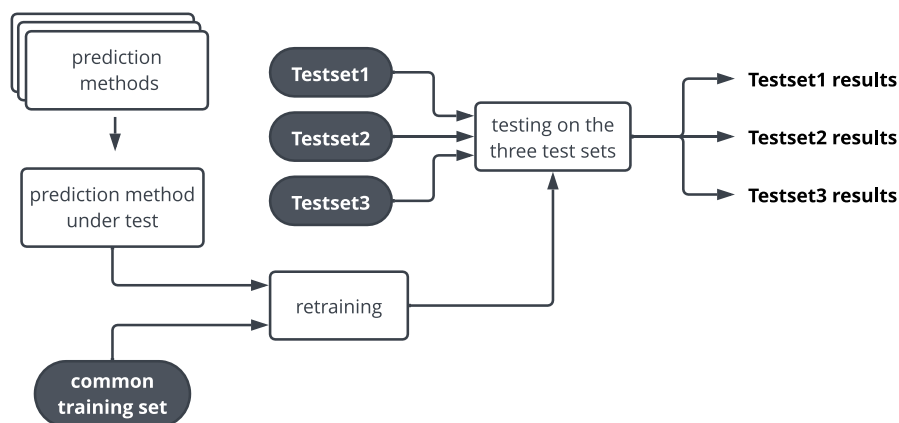 prediction
methods
prediction method
under test
common
training set
retraining
Testset1
Testset2
Testset3
testing on the
three test sets
Testset1 results
Testset2 results
Testset3 results